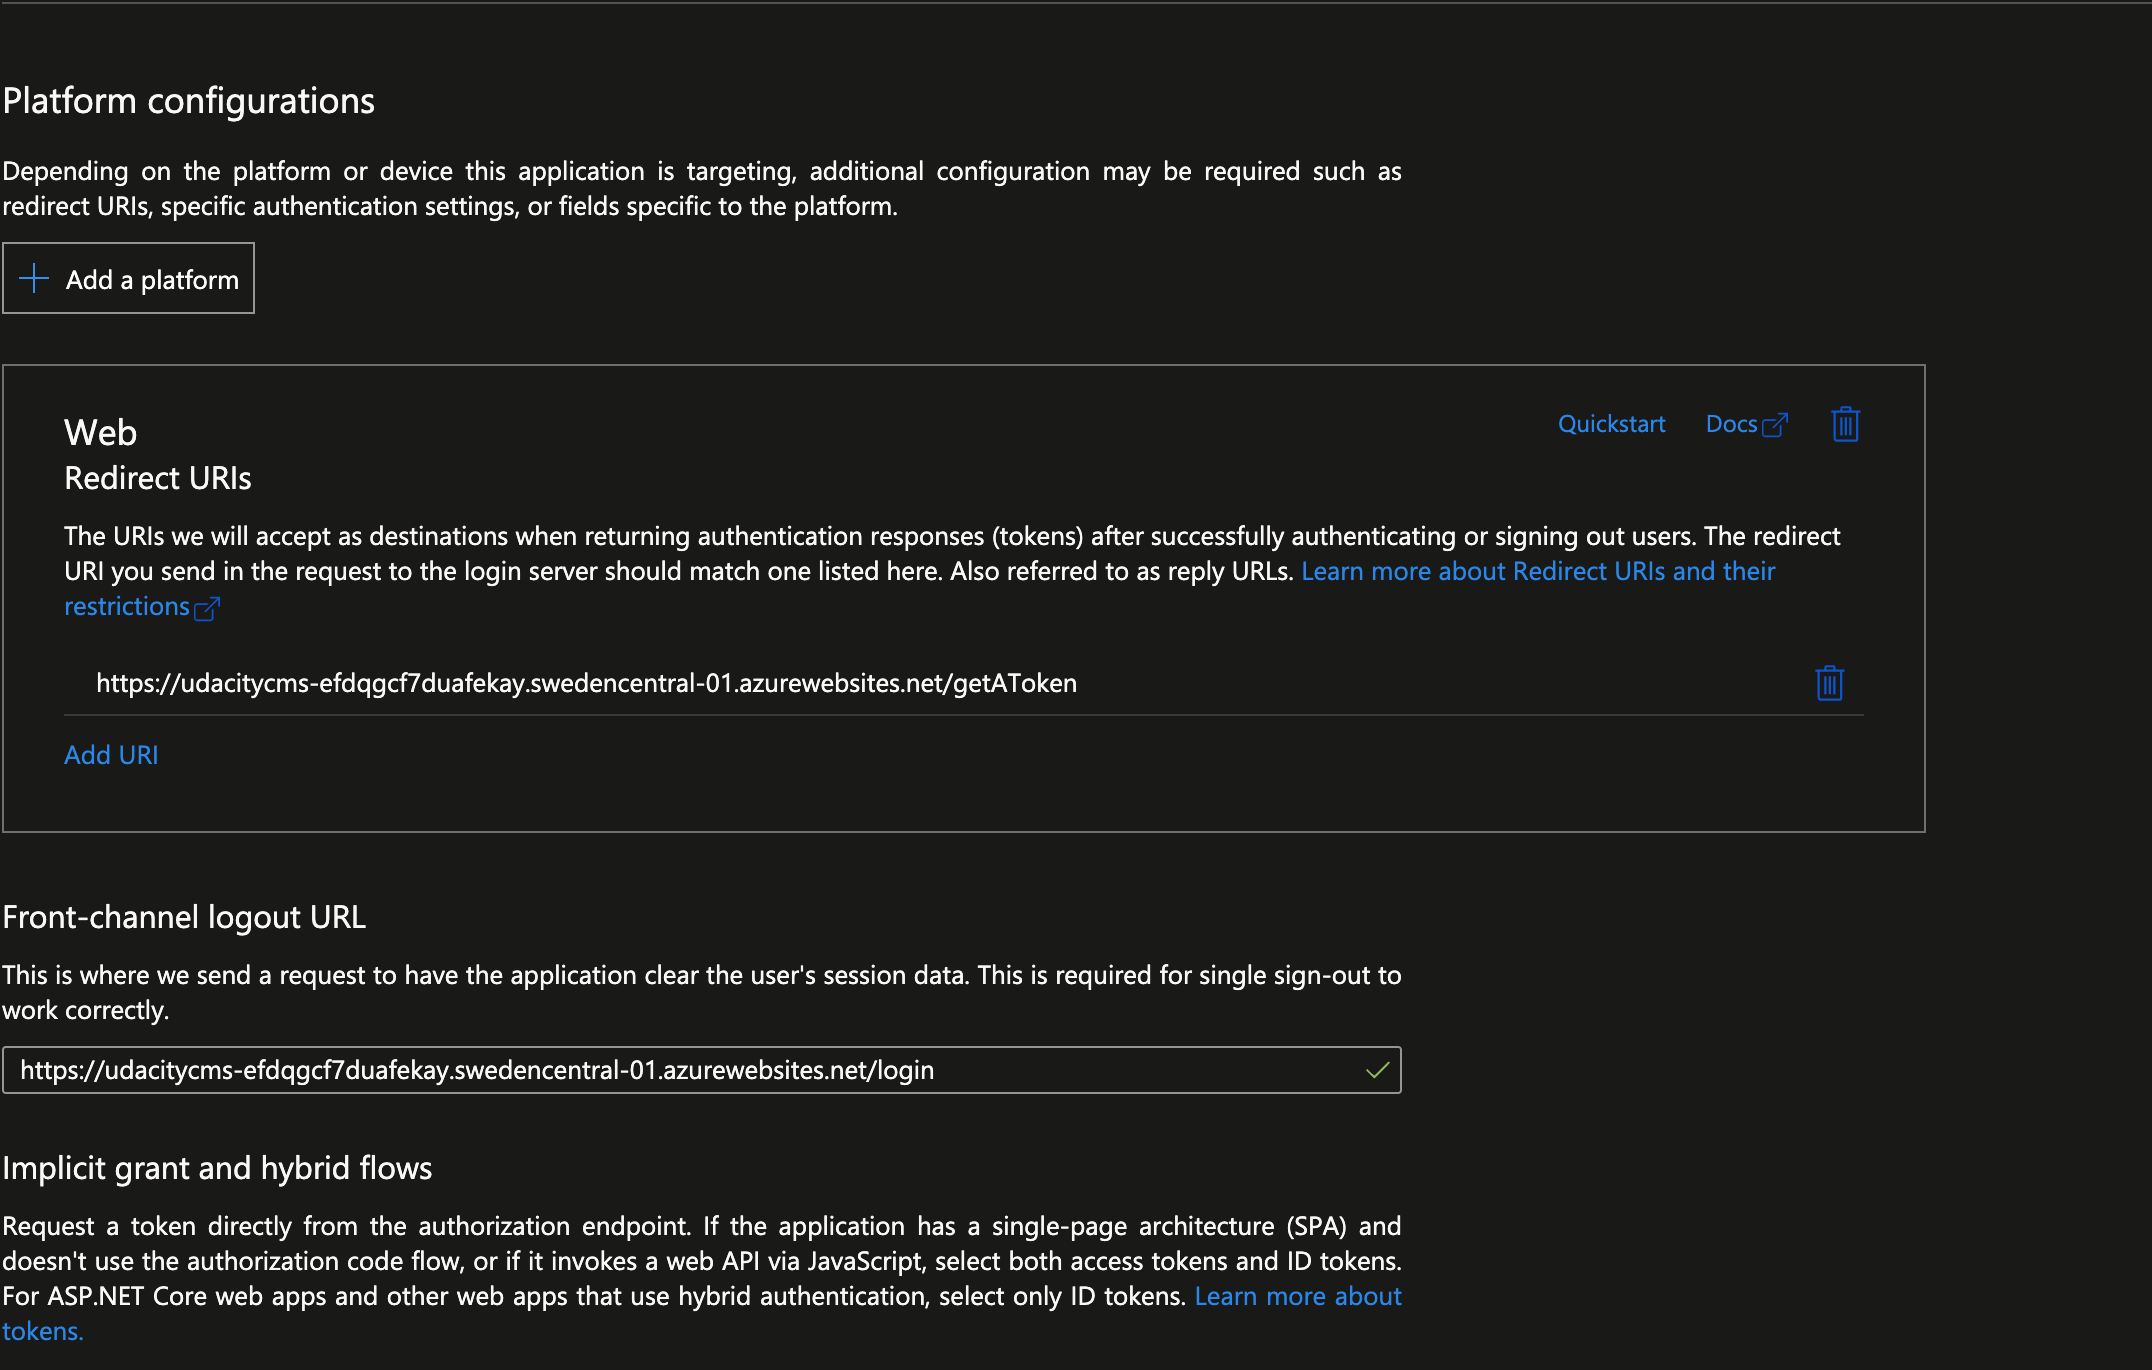 Platform configurations
Depending on the platform or device this application is targeting, additional configuration may be required such as
redirect URIs, specific authentication settings, or fields specific to the platform.
Add a platform
Web
Quickstart
Docs
Redirect URIs
The URIs we will accept as destinations when returning authentication responses (tokens) after successfully authenticating or signing out users. The redirect
URI you send in the request to the login server should match one listed here. Also referred to as reply URLs. Learn more about Redirect URIs and their
restrictions
https://udacitycms-efdqgcf7duafekay.swedencentral-01.azurewebsites.net/getAToken
Add URI
Front-channel logout URL
This is where we send a request to have the application clear the user's session data. This is required for single sign-out to
work correctly.
https://udacitycms-efdqgcf7duafekay.swedencentral-01.azurewebsites.net/login
Implicit grant and hybrid flows
Request a token directly from the authorization endpoint. If the application has a single-page architecture (SPA) and
doesn't use the authorization code flow, or if it invokes a web API via JavaScript, select both access tokens and ID tokens.
For ASP.NET Core web apps and other web apps that use hybrid authentication, select only ID tokens. Learn more about
tokens.